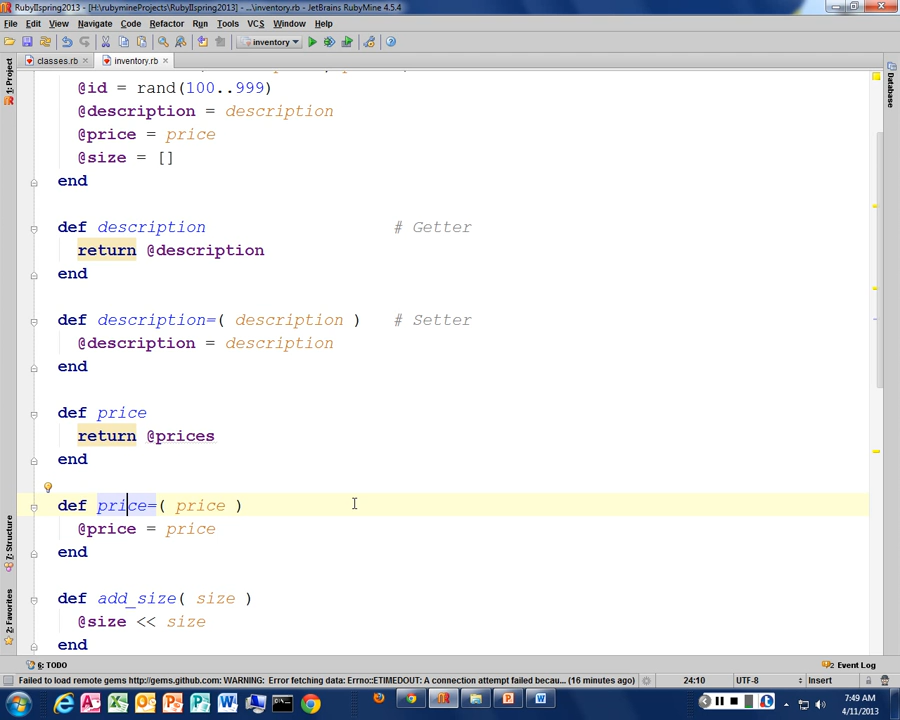 RubyIIspring2013 - [H:\rubymineProjects\RubyIIspring2013] - ...\inventory.rb - JetBrains RubyMine 4.5.4
File Edit View Navigate Code Refactor Run Tools VCS Window Help
inventory
classes.rb inventory.rb
1: Project
Database
@id = rand(100..999)
@description = description
@price = price
@size = []
end
def description # Getter
return @description
end
def description=( description ) # Setter
@description = description
end
def price
return @prices
end
def price=( price )
@price = price
end
def add_size( size )
@size << size
end
7: Structure
2: Favorites
6: TODO
2 Event Log
Failed to load remote gems http://gems.github.com: WARNING: Error fetching data: Errno::ETIMEDOUT: A connection attempt failed becau... (16 minutes ago)
24:10 UTF-8 Insert
7:49 AM
4/11/2013